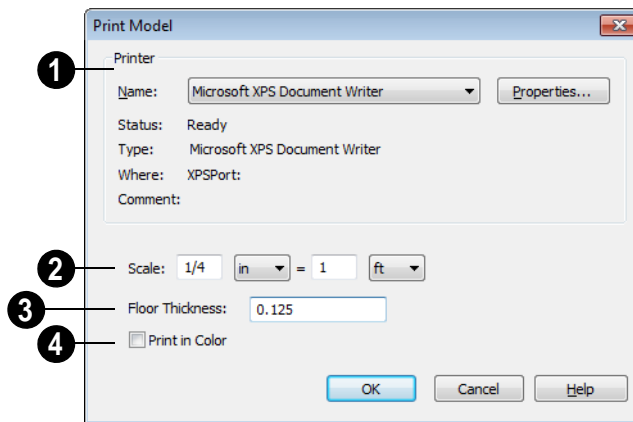 Print Model
Printer
1
Name: Microsoft XPS Document Writer Properties...
Status: Ready
Type: Microsoft XPS Document Writer
Where: XPSPort:
Comment:
2 Scale: 1/4 in = 1 ft
3 Floor Thickness: 0.125
4 Print in Color
OK Cancel Help